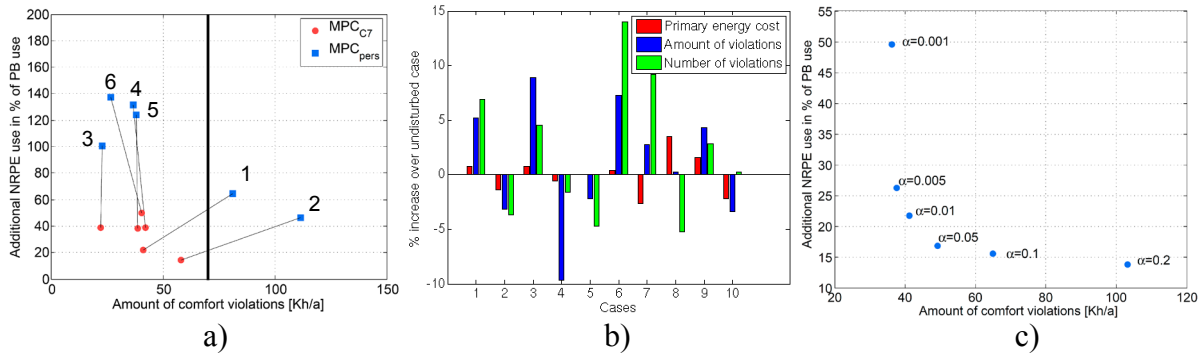 Additional NRPE use in % of PB use
200
180
160
140
120
100
80
60
40
20
0
MPC_C7
MPC_pers
6
4
5
3
1
2
0
50
100
150
Amount of comfort violations [Kh/a]
a)
% increase over undisturbed case
15
10
5
0
-5
-10
Primary energy cost
Amount of violations
Number of violations
1 2 3 4 5 6 7 8 9 10
Cases
b)
Additional NRPE use in % of PB use
55
50
45
40
35
30
25
20
15
10
α=0.001
α=0.005
α=0.01
α=0.05
α=0.1
α=0.2
20 40 60 80 100 120
Amount of comfort violations [Kh/a]
c)